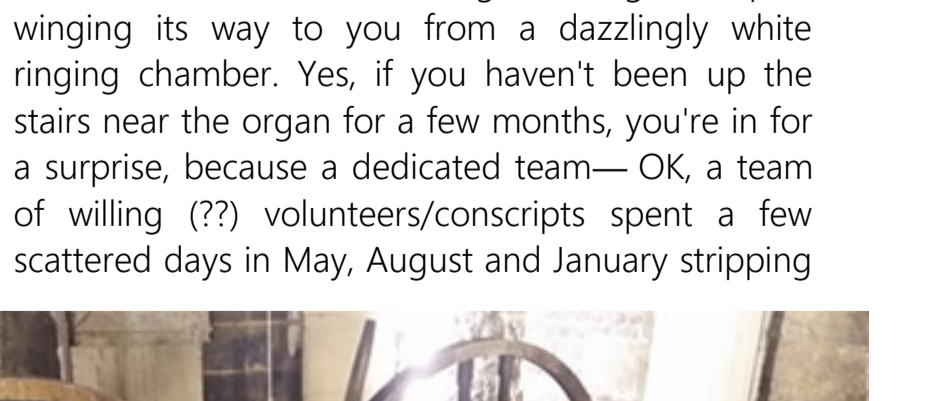 winging its way to you from a dazzlingly white
ringing chamber. Yes, if you haven't been up the
stairs near the organ for a few months, you're in for
a surprise, because a dedicated team— OK, a team
of willing (??) volunteers/conscripts spent a few
scattered days in May, August and January stripping